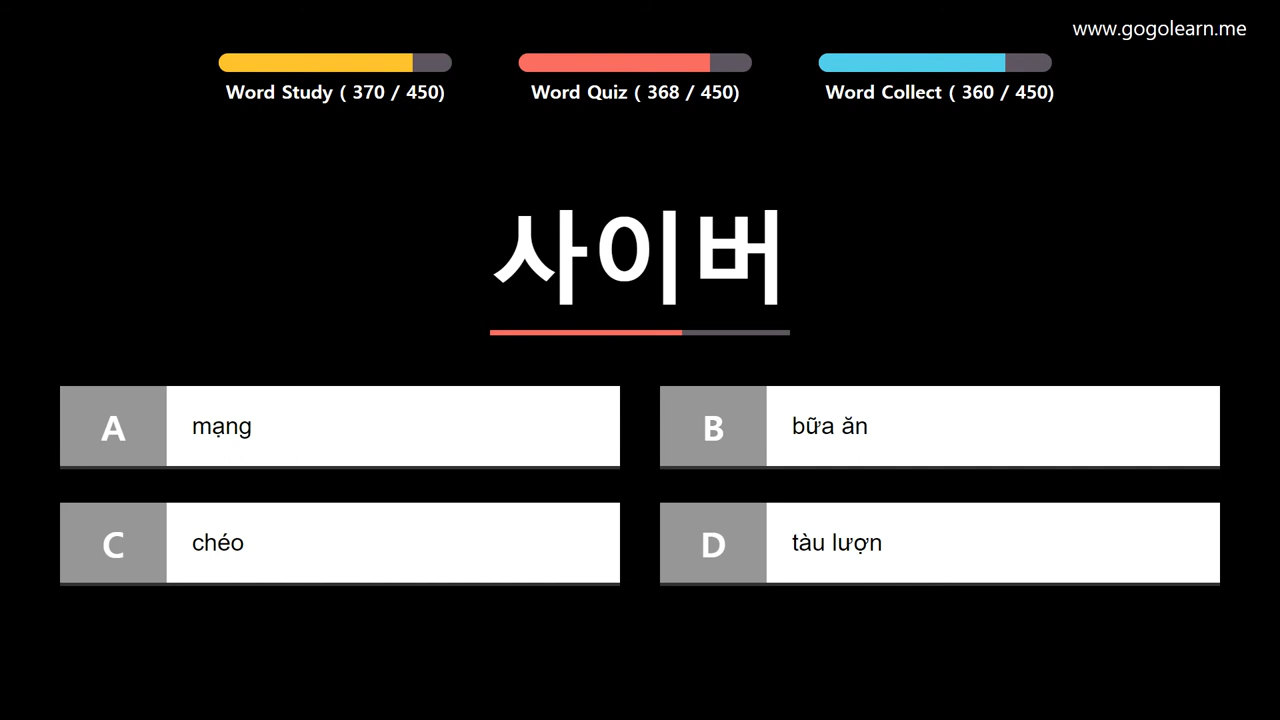 www.gogolearn.me
Word Study ( 370 / 450)
Word Quiz ( 368 / 450)
Word Collect ( 360 / 450)
사이버
A mạng
B bữa ăn
C chéo
D tàu lượn